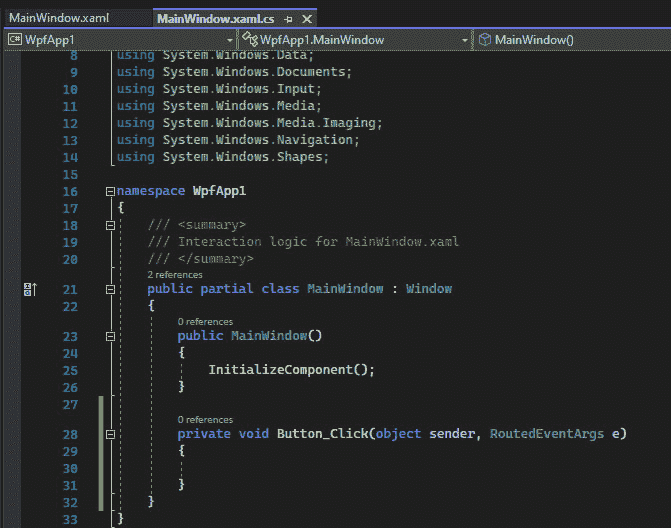 MainWindow.xaml MainWindow.xaml.cs
C# WpfApp1 WpfApp1.MainWindow MainWindow()
8 using System.Windows.Data;
9 using System.Windows.Documents;
10 using System.Windows.Input;
11 using System.Windows.Media;
12 using System.Windows.Media.Imaging;
13 using System.Windows.Navigation;
14 using System.Windows.Shapes;
15
16 namespace WpfApp1
17 {
18 /// <summary>
19 /// Interaction logic for MainWindow.xaml
20 /// </summary>
2 references
21 public partial class MainWindow : Window
22 {
0 references
23 public MainWindow()
24 {
25 InitializeComponent();
26 }
27
0 references
28 private void Button_Click(object sender, RoutedEventArgs e)
29 {
30
31 }
32 }
33 }